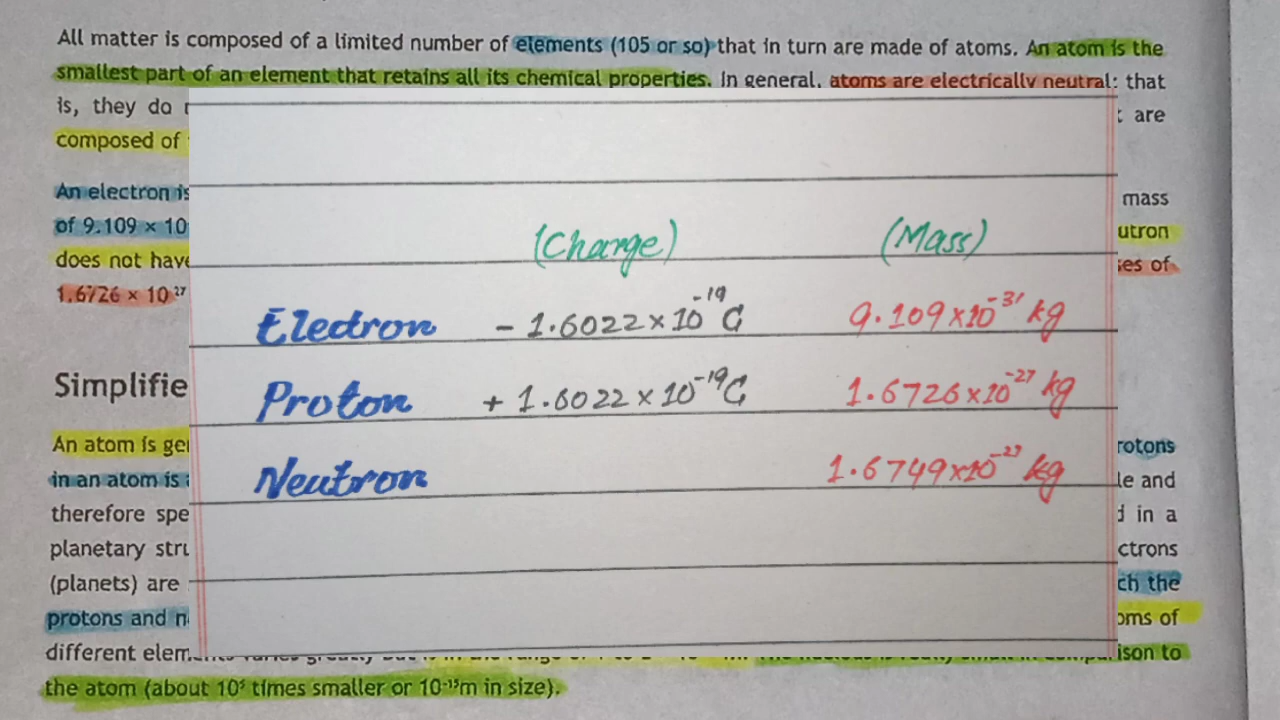 All matter is composed of a limited number of elements (105 or so) that in turn are made of atoms. An atom is the
smallest part of an element that retains all its chemical properties. In general, atoms are electrically neutral: that
is, they do
are
composed of
An electron is
mass
of 9.109 × 10
utron
does not have
ses of
1.6726 × 10²⁷
(Charge) (Mass)
Electron - 1.6022×10⁻¹⁹ C 9.109×10⁻³¹ kg
Proton + 1.6022×10⁻¹⁹ C 1.6726×10⁻²⁷ kg
Neutron 1.6749×10⁻²⁷ kg
Simplifie
An atom is ge
rotons
in an atom is
le and
therefore spe
d in a
planetary stru
ctrons
(planets) are
ch the
protons and n
oms of
different elem
ison to
the atom (about 10⁵ times smaller or 10⁻¹⁵m in size).